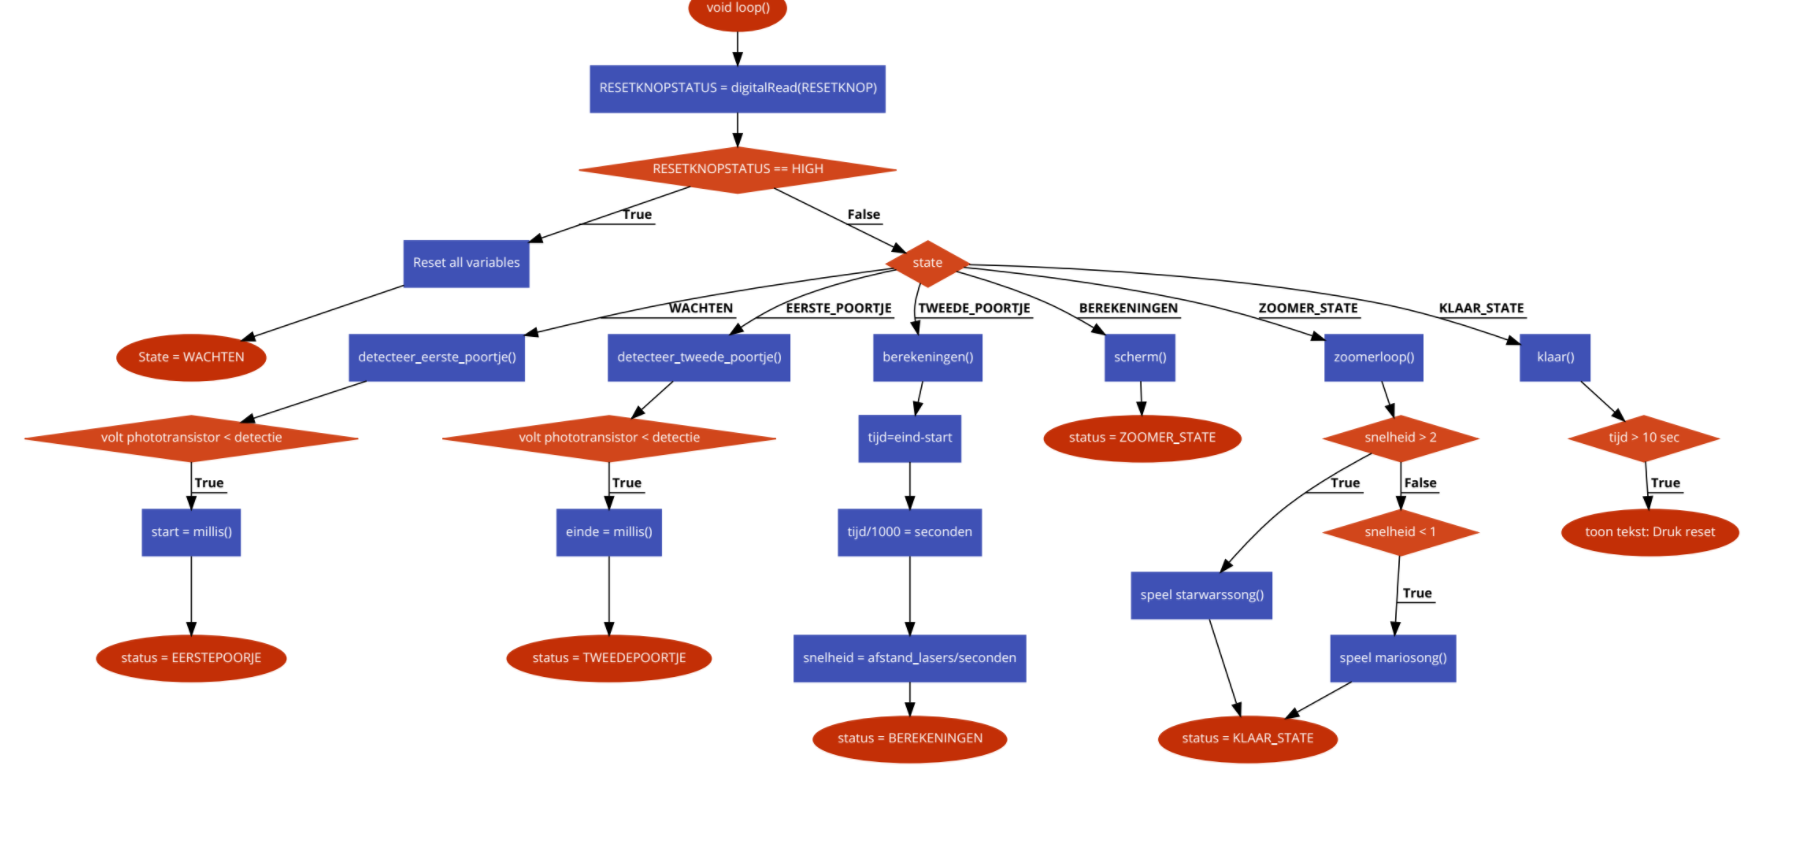 void loop()
RESETKNOPSTATUS = digitalRead(RESETKNOP)
RESETKNOPSTATUS == HIGH
True
False
Reset all variables
state
WACHTEN
EERSTE_POORTJE
TWEEDE_POORTJE
BEREKENINGEN
ZOOMER_STATE
KLAAR_STATE
State = WACHTEN
detecteer_eerste_poortje()
detecteer_tweede_poortje()
berekeningen()
scherm()
zoomerloop()
klaar()
volt phototransistor < detectie
volt phototransistor < detectie
tijd=eind-start
status = ZOOMER_STATE
snelheid > 2
tijd > 10 sec
True
True
True
False
True
start = millis()
einde = millis()
tijd/1000 = seconden
snelheid < 1
toon tekst: Druk reset
speel starwarssong()
True
status = EERSTEPOORJE
status = TWEEDEPOORTJE
snelheid = afstand_lasers/seconden
speel mariosong()
status = BEREKENINGEN
status = KLAAR_STATE